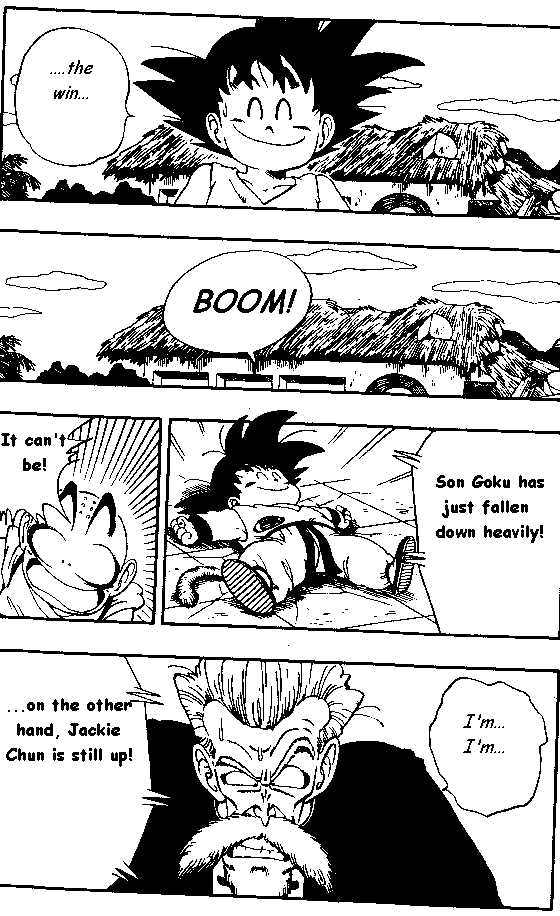 ....the
win...
BOOM!
It can't
be!
Son Goku has
just fallen
down heavily!
...on the other
hand, Jackie
Chun is still up!
I'm...
I'm...